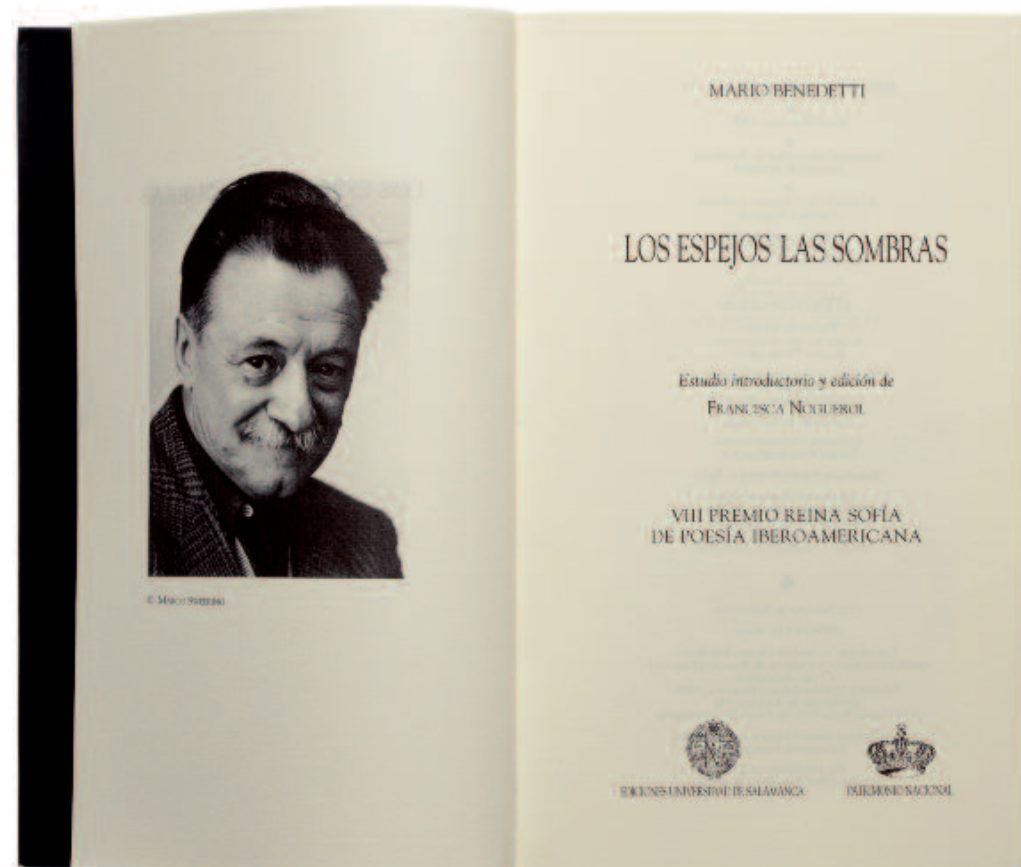 © Marco
MARIO BENEDETTI
LOS ESPEJOS LAS SOMBRAS
Estudio introductorio y edición de
FRANCISCA NOGUEROL
VIII PREMIO REINA SOFÍA
DE POESÍA IBEROAMERICANA
EDICIONES UNIVERSIDAD DE SALAMANCA
PATRIMONIO NACIONAL